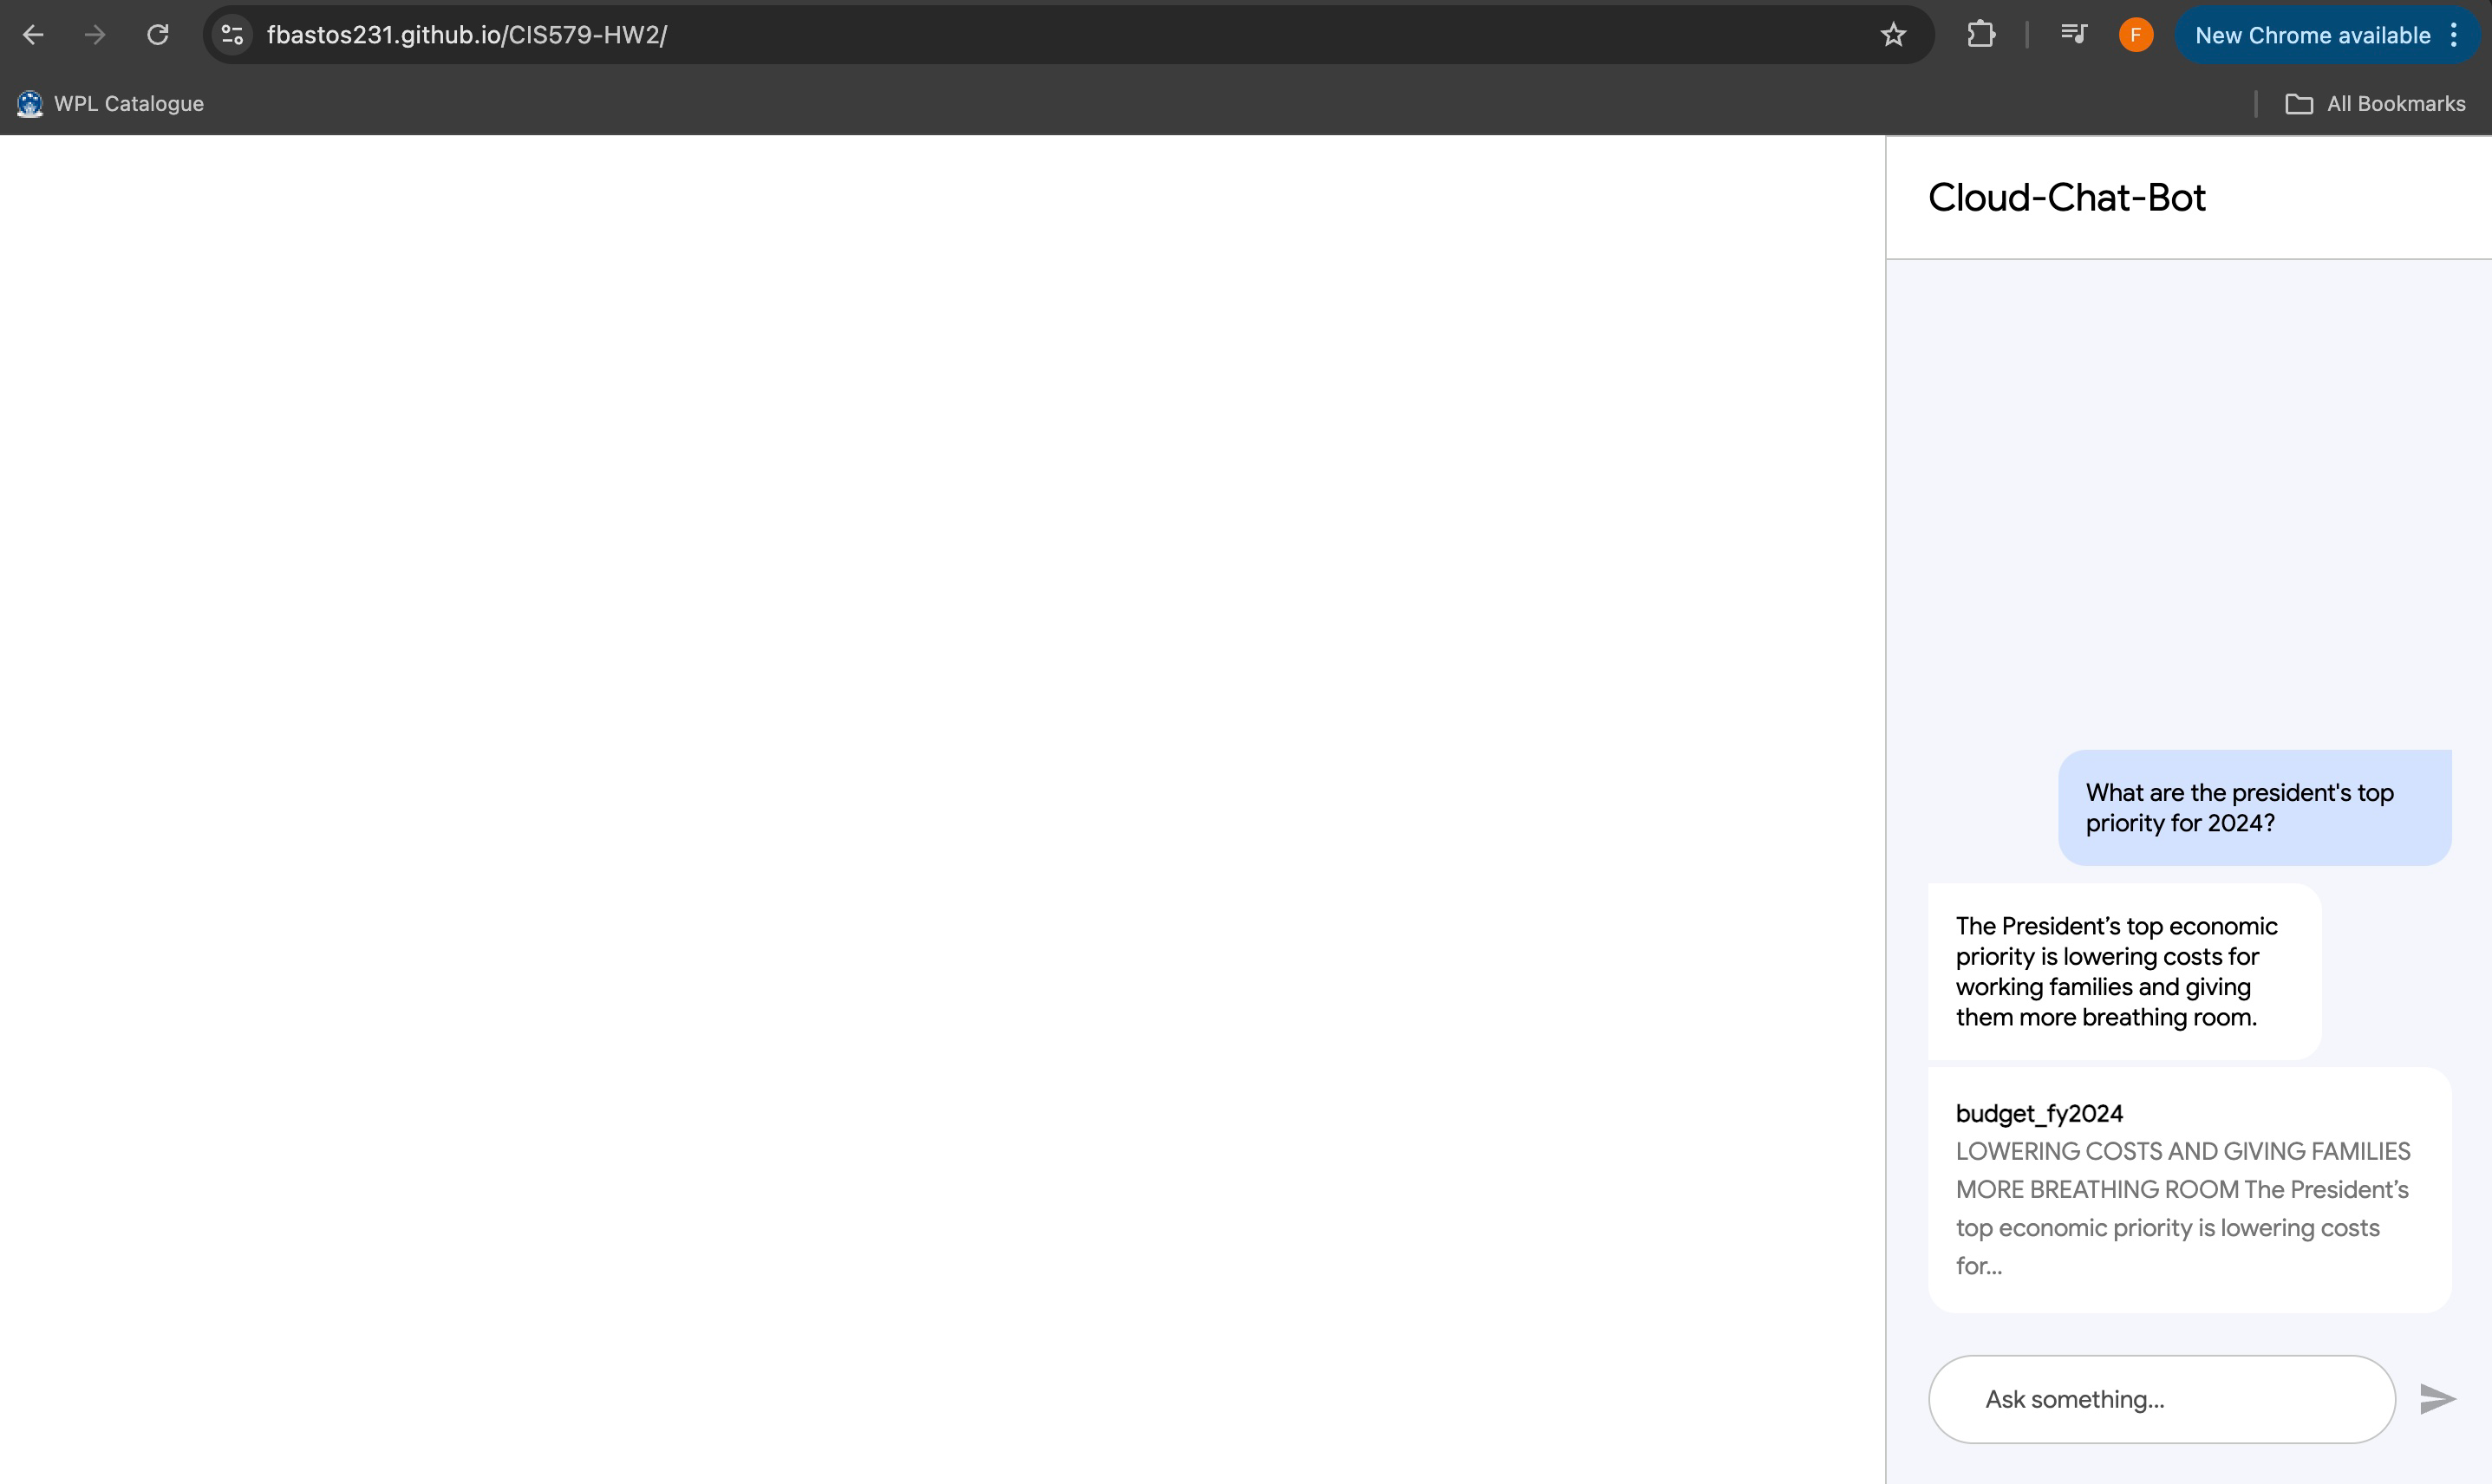 fbastos231.github.io/CIS579-HW2/
F
New Chrome available
WPL Catalogue
All Bookmarks
Cloud-Chat-Bot
What are the president's top
priority for 2024?
The President’s top economic
priority is lowering costs for
working families and giving
them more breathing room.
budget_fy2024
LOWERING COSTS AND GIVING FAMILIES
MORE BREATHING ROOM The President’s
top economic priority is lowering costs
for...
Ask something...